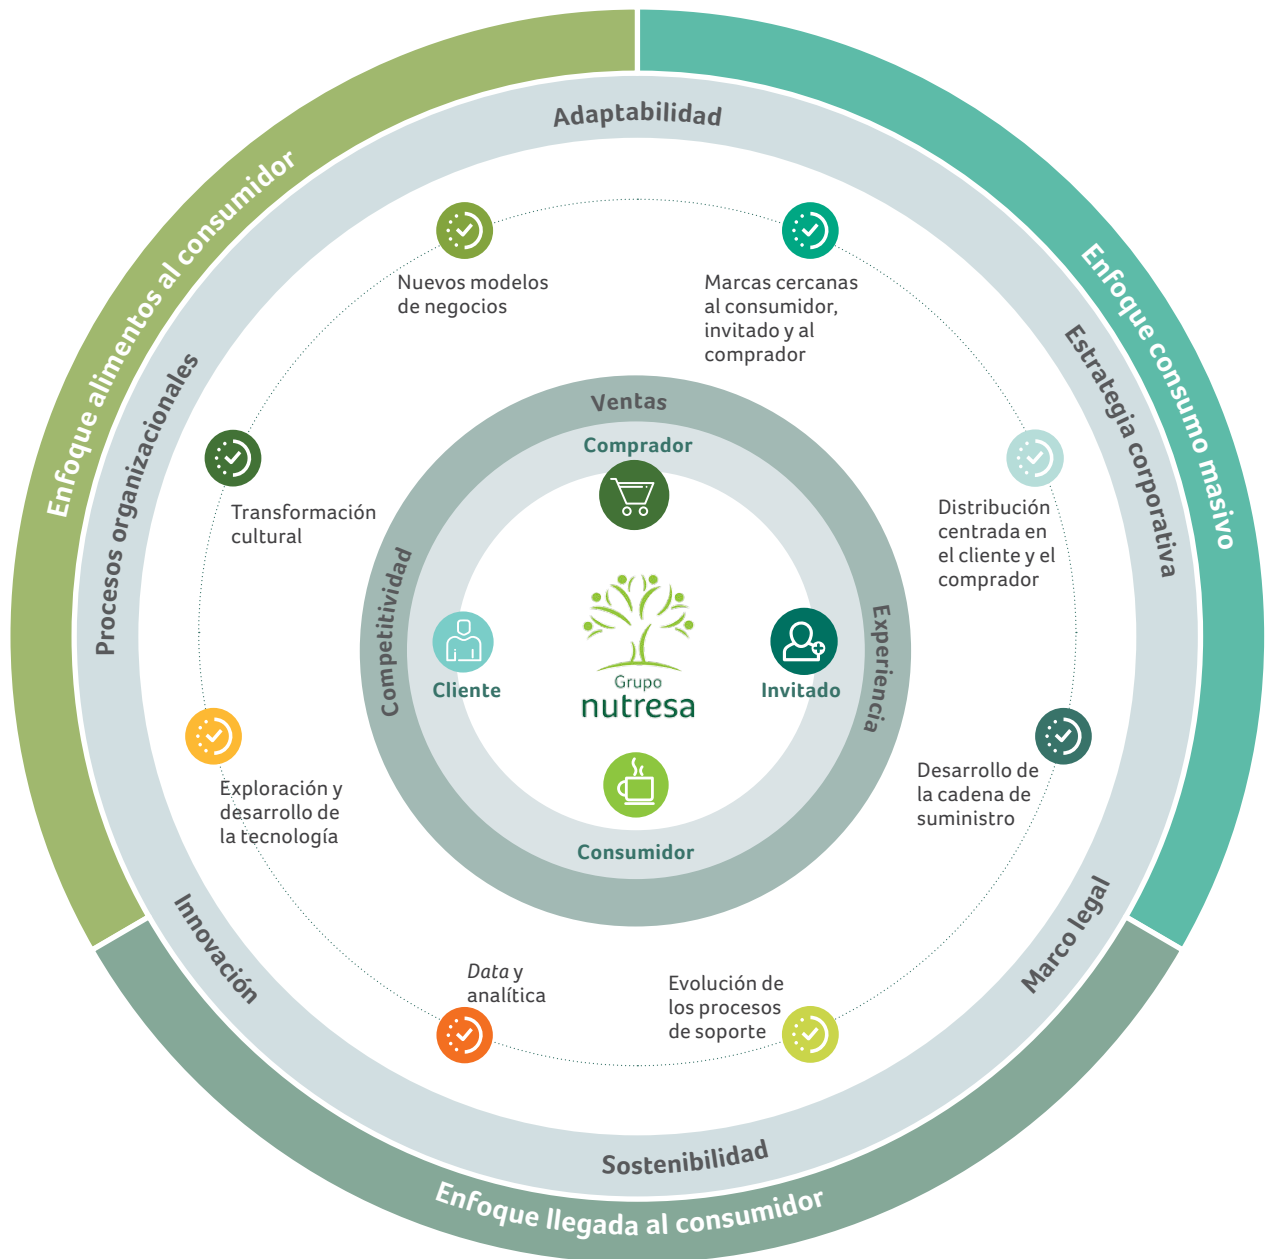 Enfoque alimentos al consumidor
Enfoque consumo masivo
Enfoque llegada al consumidor
Adaptabilidad
Estrategia corporativa
Marco legal
Sostenibilidad
Innovación
Procesos organizacionales
Nuevos modelos
de negocios
Marcas cercanas
al consumidor,
invitado y al
comprador
Distribución
centrada en
el cliente y el
comprador
Desarrollo de
la cadena de
suministro
Evolución de
los procesos
de soporte
Data y
analítica
Exploración y
desarrollo de
la tecnología
Transformación
cultural
Ventas
Experiencia
Competitividad
Comprador
Cliente
Invitado
Consumidor
Grupo
nutresa